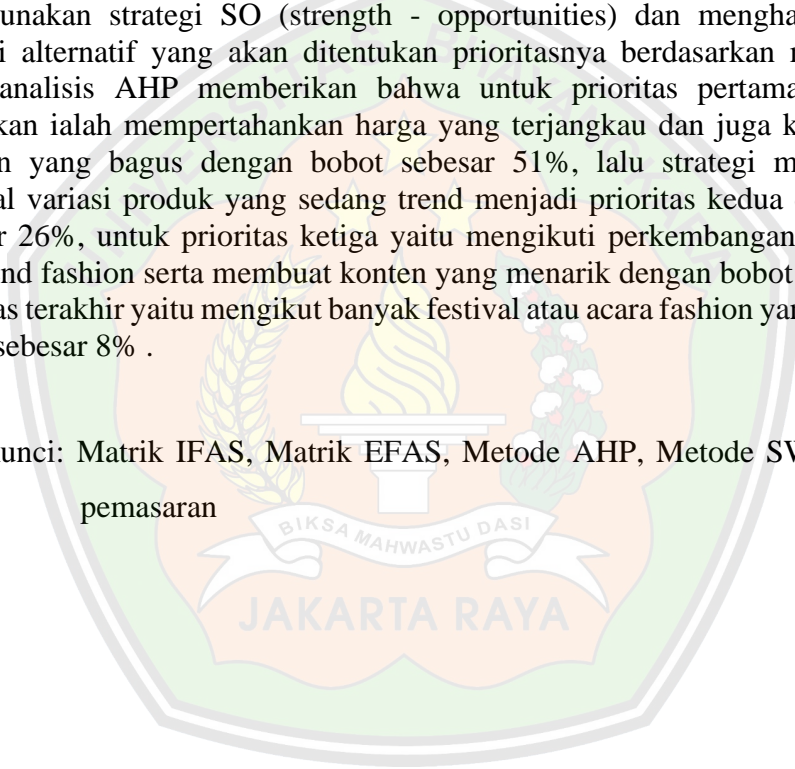 unakan strategi SO (strength - opportunities) dan mengha
i alternatif yang akan ditentukan prioritasnya berdasarkan
analisis AHP memberikan bahwa untuk prioritas pertama
kan ialah mempertahankan harga yang terjangkau dan juga k
n yang bagus dengan bobot sebesar 51%, lalu strategi m
al variasi produk yang sedang trend menjadi prioritas kedua
r 26%, untuk prioritas ketiga yaitu mengikuti perkembangan
nd fashion serta membuat konten yang menarik dengan bobot
as terakhir yaitu mengikut banyak festival atau acara fashion yan
sebesar 8% .
unci: Matrik IFAS, Matrik EFAS, Metode AHP, Metode SW
pemasaran
UNIVERSITAS BHAYANGKARA
BIKSA MAHWASTU DASI
JAKARTA RAYA